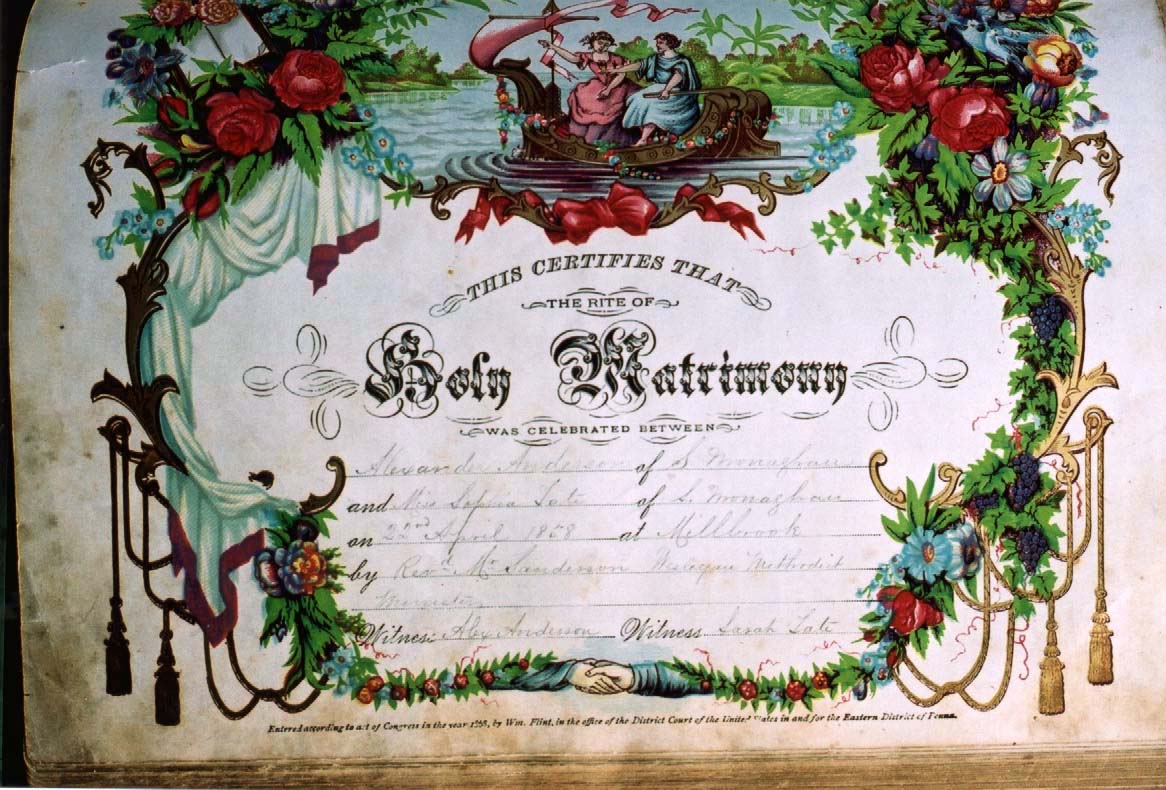 THIS CERTIFIES THAT
THE RITE OF
Holy Matrimony
WAS CELEBRATED BETWEEN
Alexander Anderson of S. Monaghan
and Miss Sophia Tate of S. Monaghan
on 22nd April 1858 at Millbrook
by Revd. Mr. Sanderson Wesleyan Methodist
Minister
Witness Alex Anderson Witness Sarah Tate
Entered according to act of Congress in the year by Wm. Flint, in the office of the District Court of the United States in and for the Eastern District of Penna.